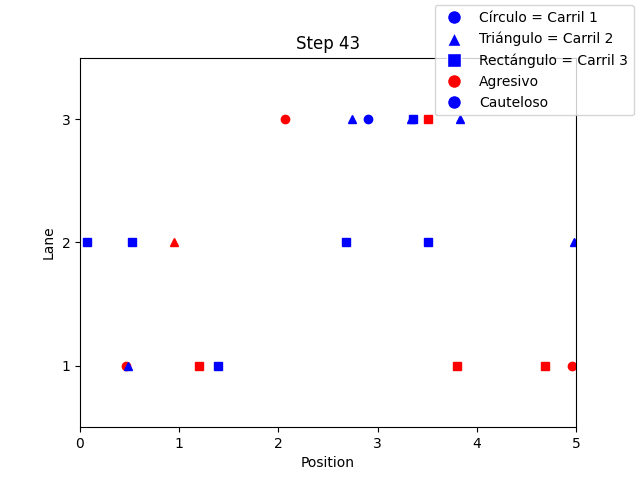 Step 43
Círculo = Carril 1
Triángulo = Carril 2
Rectángulo = Carril 3
Agresivo
Cauteloso
Lane
3
2
1
0 1 2 3 4 5
Position